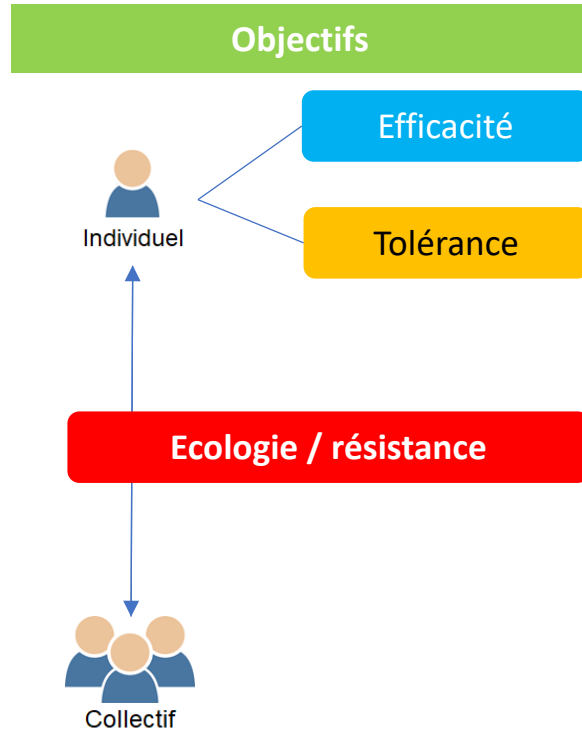 Objectifs
Efficacité
Individuel
Tolérance
Ecologie / résistance
Collectif